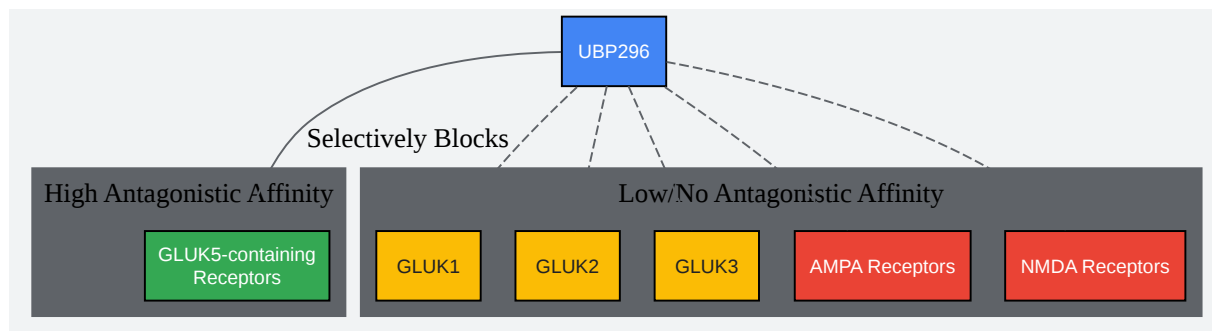 UBP296
Selectively Blocks
High Antagonistic Affinity
Low/No Antagonistic Affinity
GLUK5-containing
Receptors
GLUK1
GLUK2
GLUK3
AMPA Receptors
NMDA Receptors